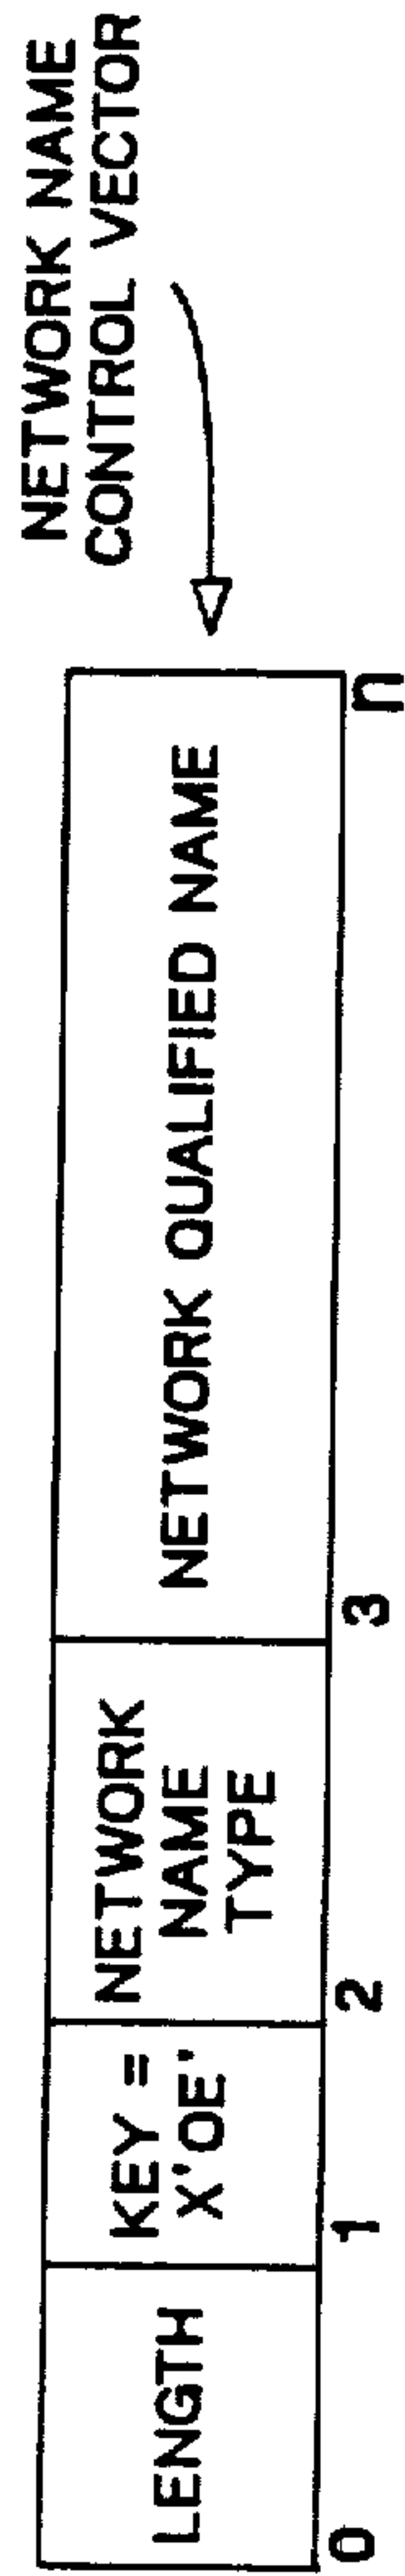 NETWORK NAME
CONTROL VECTOR
LENGTH
KEY =
X'OE'
NETWORK
NAME
TYPE
NETWORK QUALIFIED NAME
0
1
2
3
n